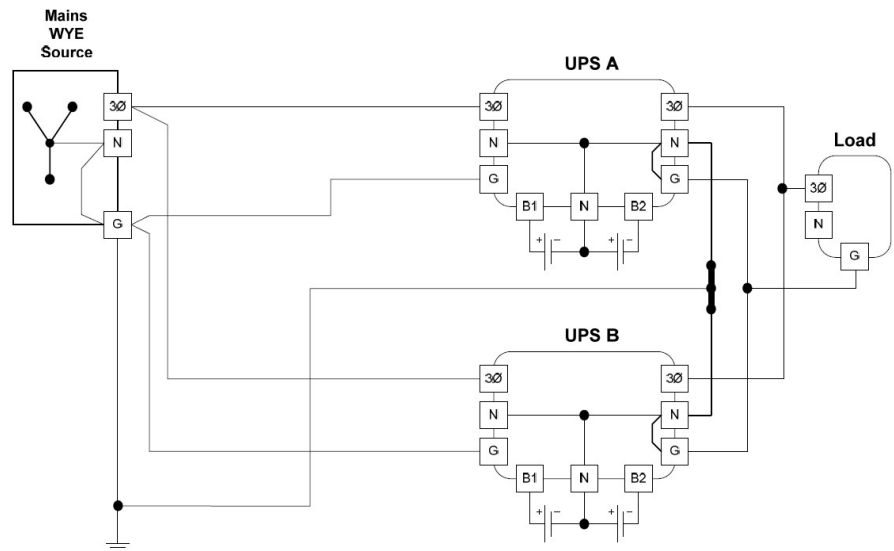 Mains
WYE
Source
UPS A
3Ø
3Ø
3Ø
N
N
N
Load
G
G
3Ø
B1
N
B2
N
G
+ −
+ −
G
UPS B
3Ø
3Ø
N
N
G
G
B1
N
B2
+ −
+ −